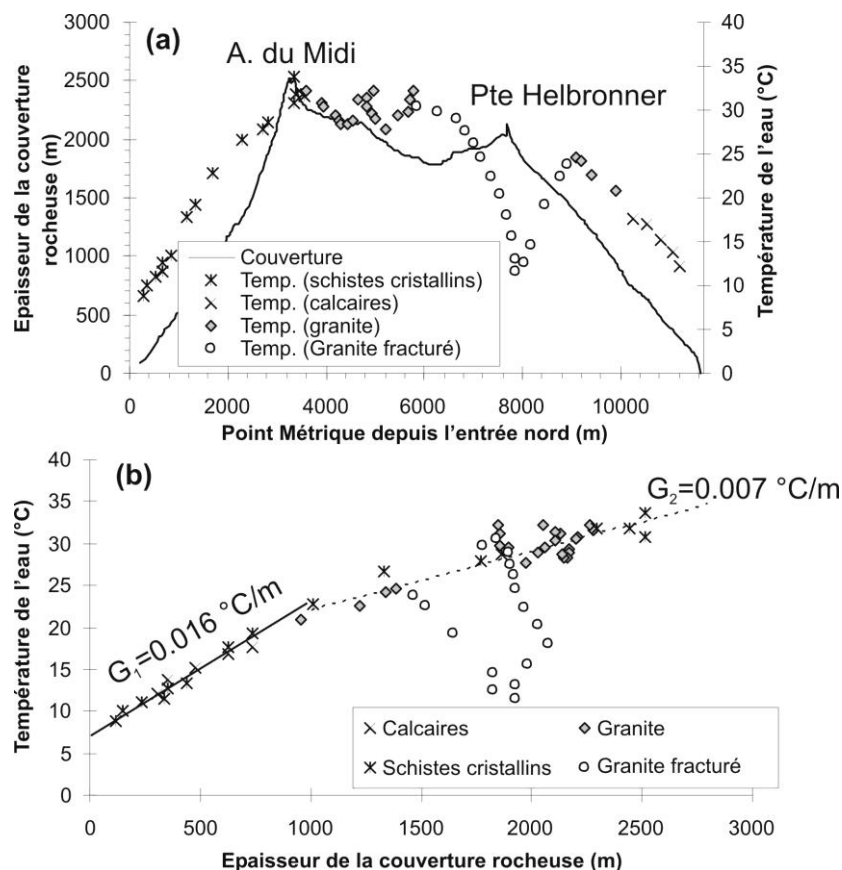 (a)
A. du Midi
Pte Helbronner
Epaisseur de la couverture
rocheuse (m)
3000
2500
2000
1500
1000
500
0
40
35
30
25
20
15
10
5
0
Température de l'eau (°C)
Couverture
Temp. (schistes cristallins)
Temp. (calcaires)
Temp. (granite)
Temp. (Granite fracturé)
0 2000 4000 6000 8000 10000
Point Métrique depuis l'entrée nord (m)
(b)
Température de l'eau (°C)
40
35
30
25
20
15
10
5
0
G₁=0.016 °C/m
G₂=0.007 °C/m
Calcaires
Granite
Schistes cristallins
Granite fracturé
0 500 1000 1500 2000 2500 3000
Epaisseur de la couverture rocheuse (m)